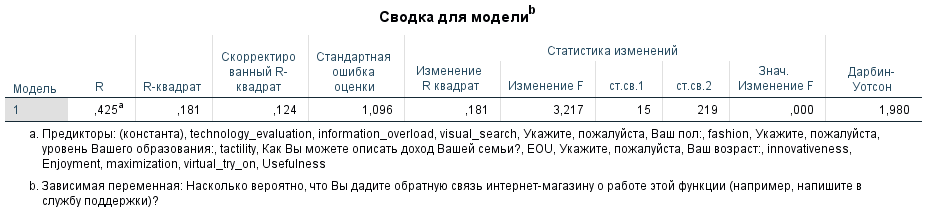 Сводка для модели b
Статистика изменений
Модель R R-квадрат Скорректиро
ванный R-
квадрат Стандартная
ошибка
оценки Изменение
R квадрат Изменение F ст.св.1 ст.св.2 Знач.
Изменение F Дарбин-
Уотсон
1 ,425a ,181 ,124 1,096 ,181 3,217 15 219 ,000 1,980
a. Предикторы: (константа), technology_evaluation, information_overload, visual_search, Укажите, пожалуйста, Ваш пол:, fashion, Укажите, пожалуйста,
уровень Вашего образования:, tactility, Как Вы можете описать доход Вашей семьи?, EOU, Укажите, пожалуйста, Ваш возраст:, innovativeness,
Enjoyment, maximization, virtual_try_on, Usefulness
b. Зависимая переменная: Насколько вероятно, что Вы дадите обратную связь интернет-магазину о работе этой функции (например, напишите в
службу поддержки)?